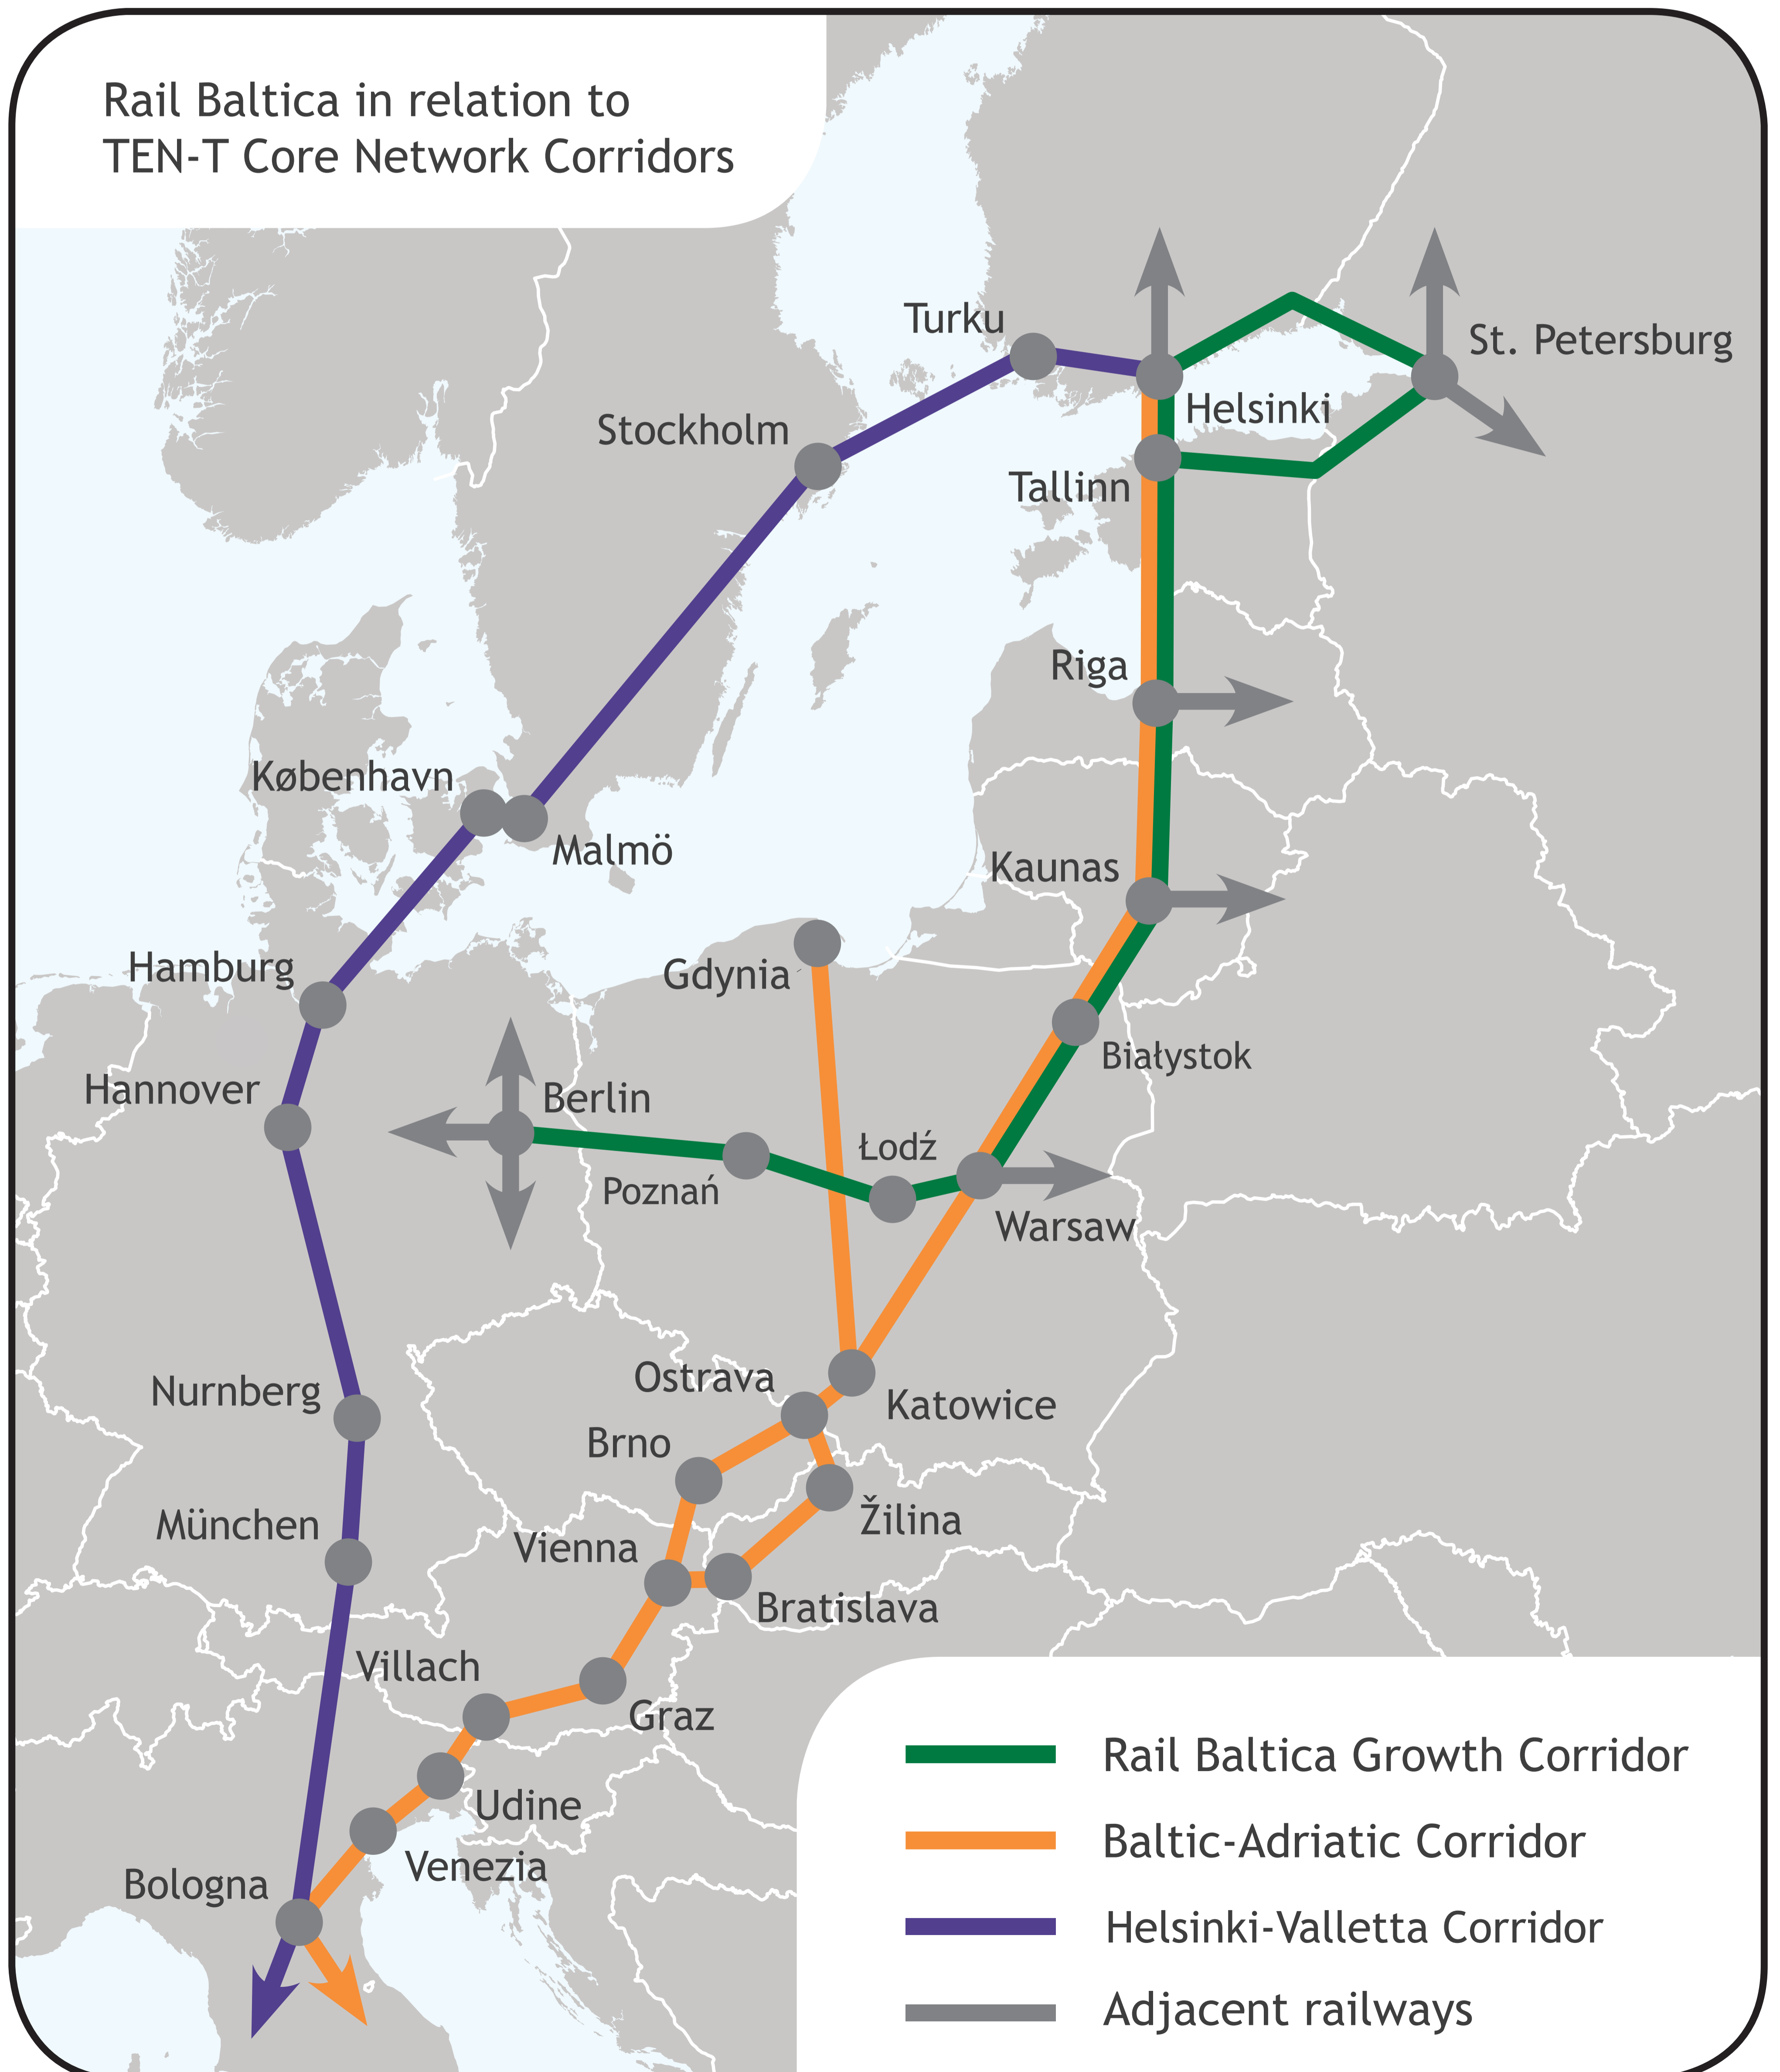 Rail Baltica in relation to
TEN-T Core Network Corridors
Turku
St. Petersburg
Helsinki
Stockholm
Tallinn
Riga
København
Malmö
Kaunas
Hamburg
Gdynia
Białystok
Hannover
Berlin
Łodź
Poznań
Warsaw
Ostrava
Nurnberg
Katowice
Brno
München
Žilina
Vienna
Bratislava
Villach
Graz
Udine
Venezia
Bologna
Rail Baltica Growth Corridor
Baltic-Adriatic Corridor
Helsinki-Valletta Corridor
Adjacent railways